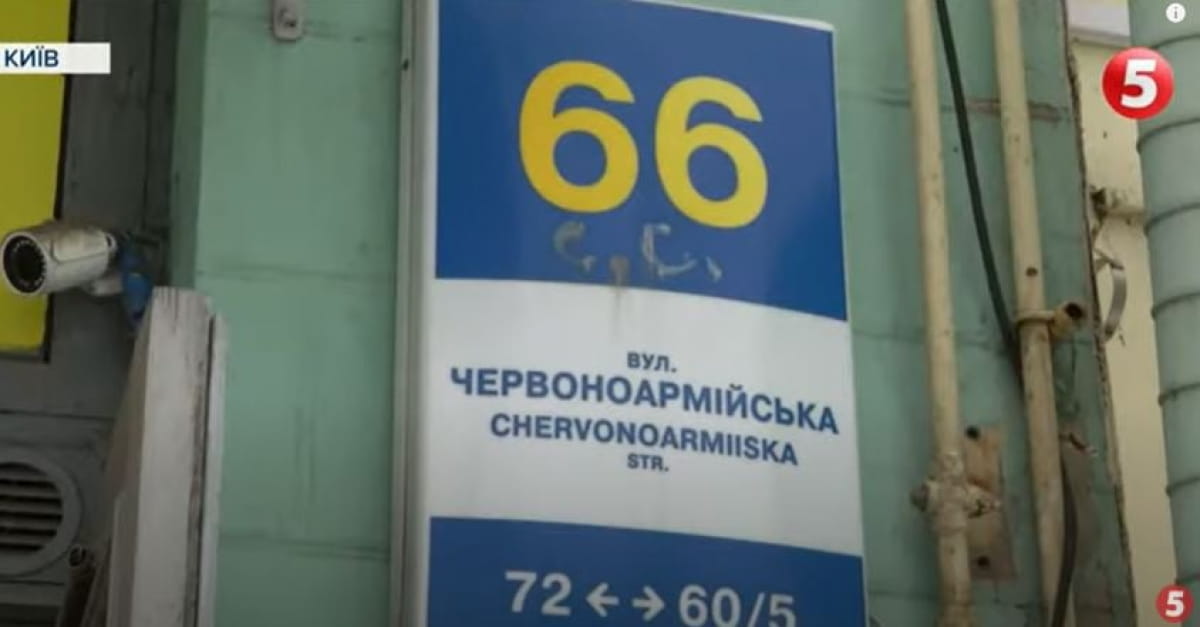 КИЇВ
5
66
ВУЛ.
ЧЕРВОНОАРМІЙСЬКА
CHERVONOARMIISKA
STR.
72 ←→ 60/5
5